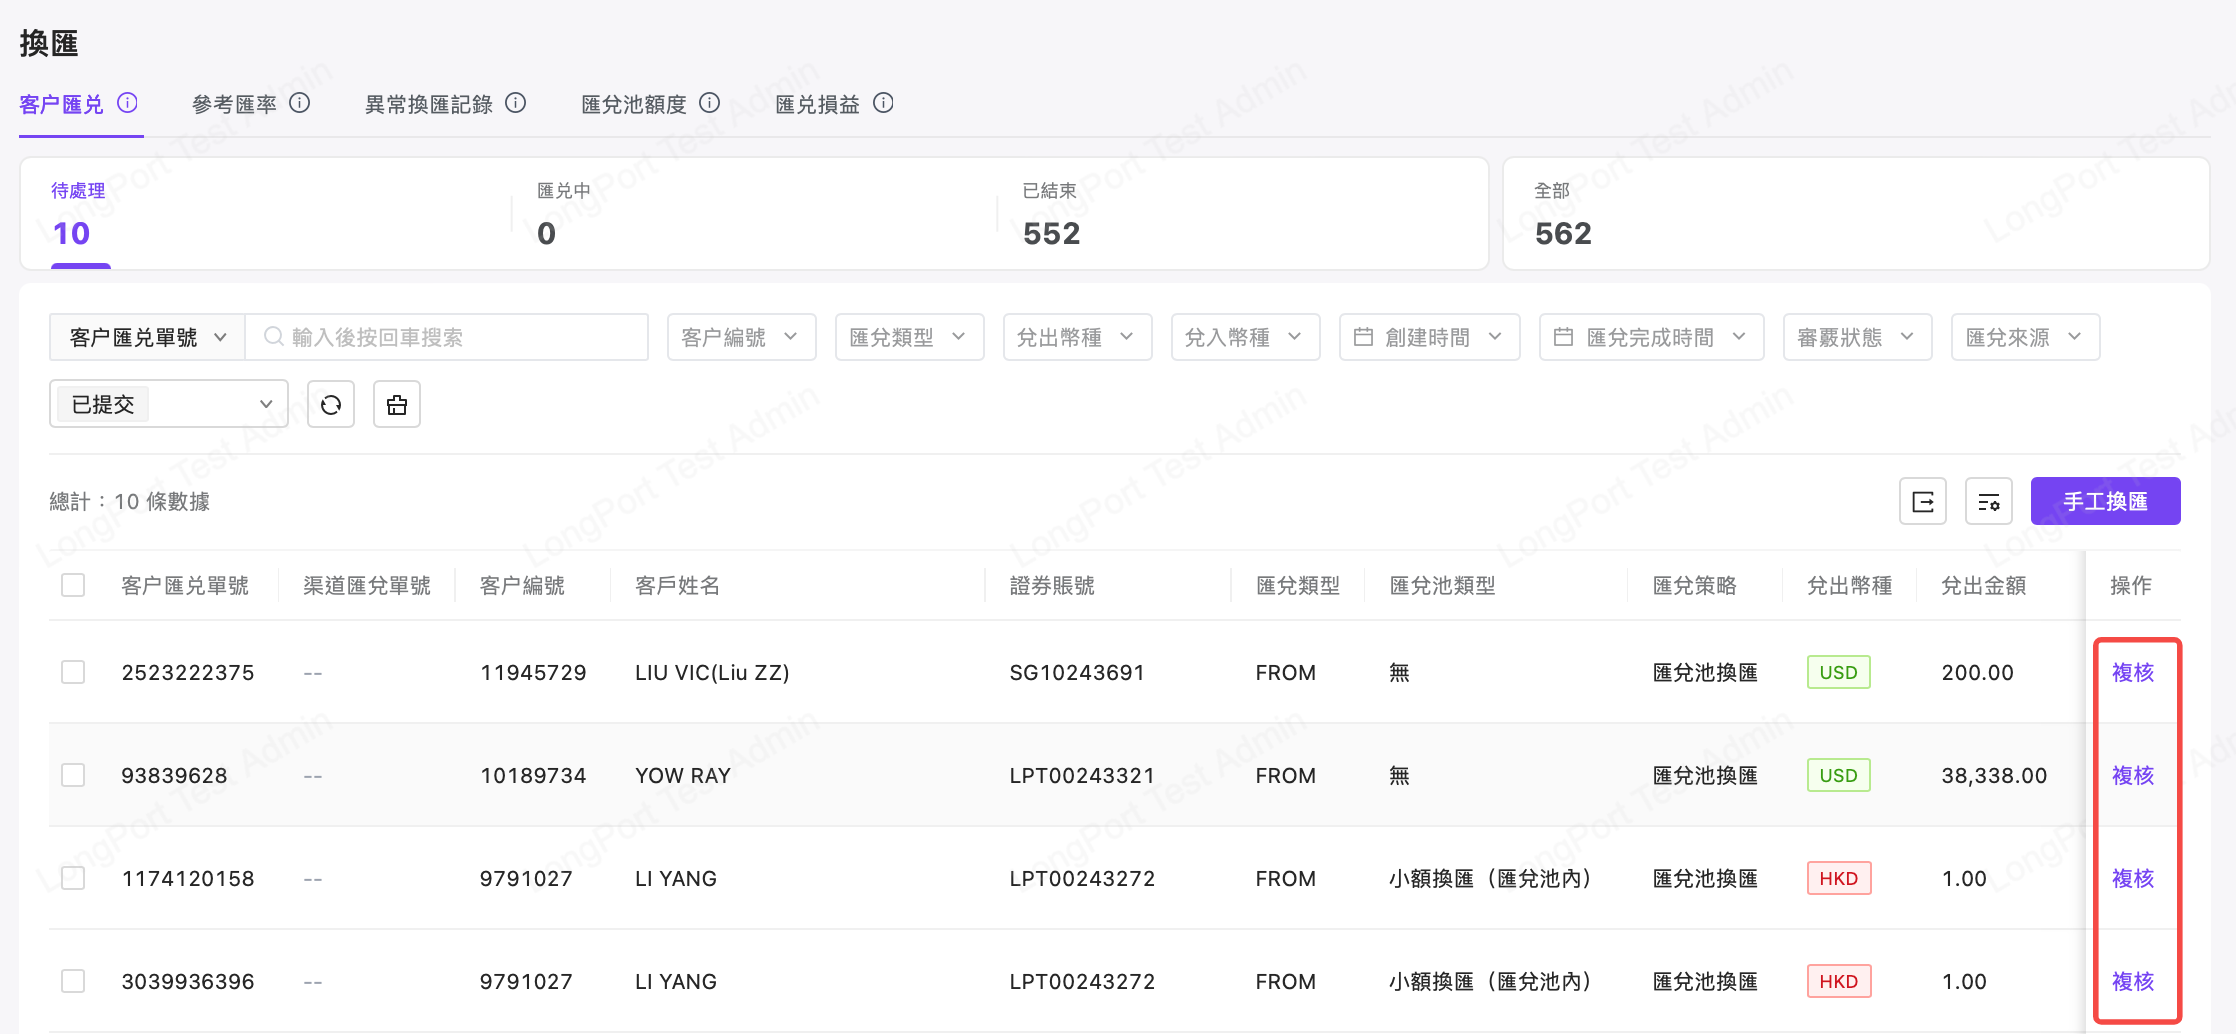 換匯
客户匯兑 參考匯率 異常換匯記錄 匯兌池額度 匯兑損益
待處理 匯兑中 已結束 全部
10 0 552 562
客户匯兑單號 輸入後按回車搜索 客户编號 匯兌類型 兌出幣種 兌入幣種 創建時間 匯兌完成時間 審覈狀態 匯兌來源
已提交
總計：10 條數據 手工換匯
客户匯兑單號 渠道匯兌單號 客户编號 客戶姓名 證券賬號 匯兌類型 匯兌池類型 匯兌策略 兌出幣種 兌出金額 操作
2523222375 -- 11945729 LIU VIC(Liu ZZ) SG10243691 FROM 無 匯兌池換匯 USD 200.00 複核
93839628 -- 10189734 YOW RAY LPT00243321 FROM 無 匯兌池換匯 USD 38,338.00 複核
1174120158 -- 9791027 LI YANG LPT00243272 FROM 小額換匯（匯兌池內） 匯兌池換匯 HKD 1.00 複核
3039936396 -- 9791027 LI YANG LPT00243272 FROM 小額換匯（匯兌池內） 匯兌池換匯 HKD 1.00 複核
LongPort Test Admin